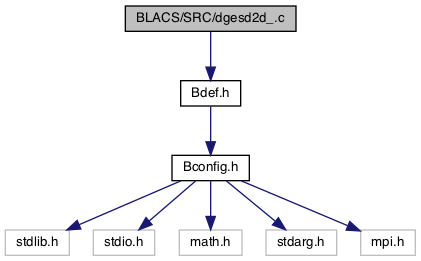 BLACS/SRC/dgesd2d_.c
Bdef.h
Bconfig.h
stdlib.h
stdio.h
math.h
stdarg.h
mpi.h